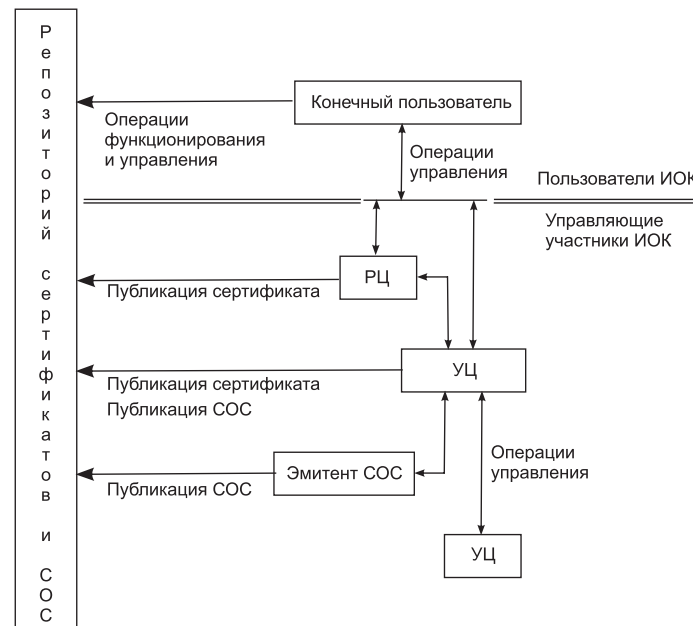 Репозиторий сертификатов и СОС
Конечный пользователь
Операции
функционирования
и управления
Операции
управления
Пользователи ИОК
Управляющие
участники ИОК
РЦ
Публикация сертификата
УЦ
Публикация сертификата
Публикация СОС
Операции
управления
Эмитент СОС
Публикация СОС
УЦ